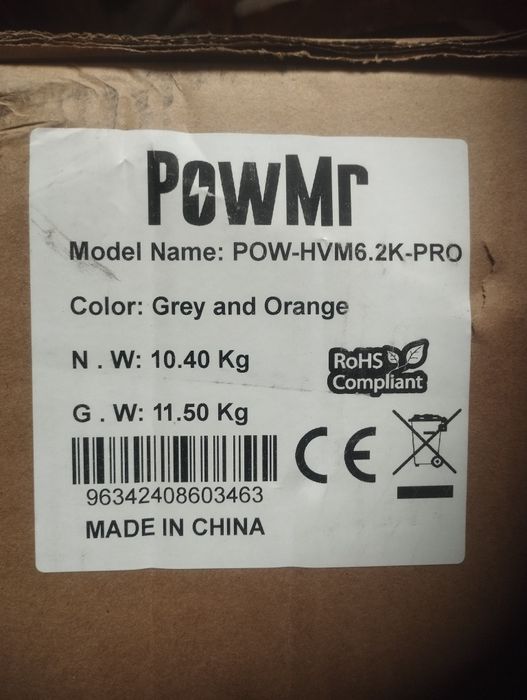 PowMr
Model Name: POW-HVM6.2K-PRO
Color: Grey and Orange
N . W: 10.40 Kg
RoHS
Compliant
G . W: 11.50 Kg
CE
96342408603463
MADE IN CHINA